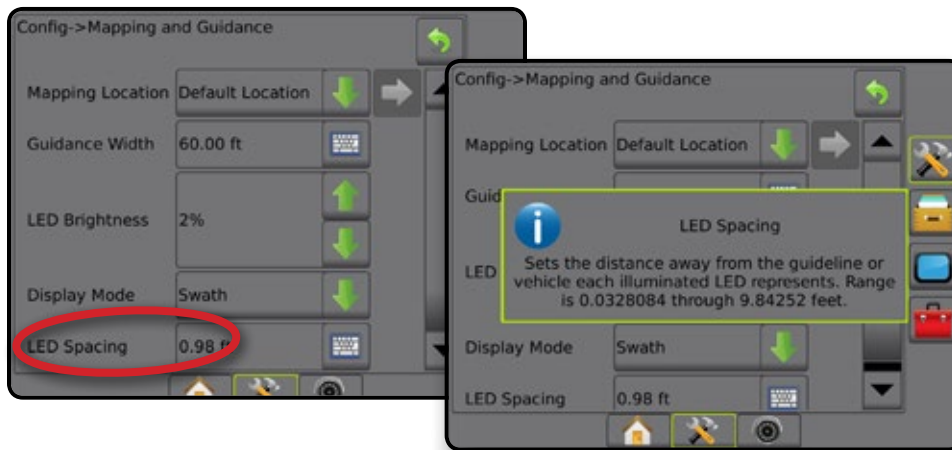 Config->Mapping and Guidance
Mapping Location Default Location
Guidance Width 60.00 ft
LED Brightness 2%
Display Mode Swath
LED Spacing 0.98 ft
Config->Mapping and Guidance
Mapping Location Default Location
Guid
LED Spacing
LED
Sets the distance away from the guideline or
vehicle each illuminated LED represents. Range
is 0.0328084 through 9.84252 feet.
Display Mode Swath
LED Spacing 0.98 ft